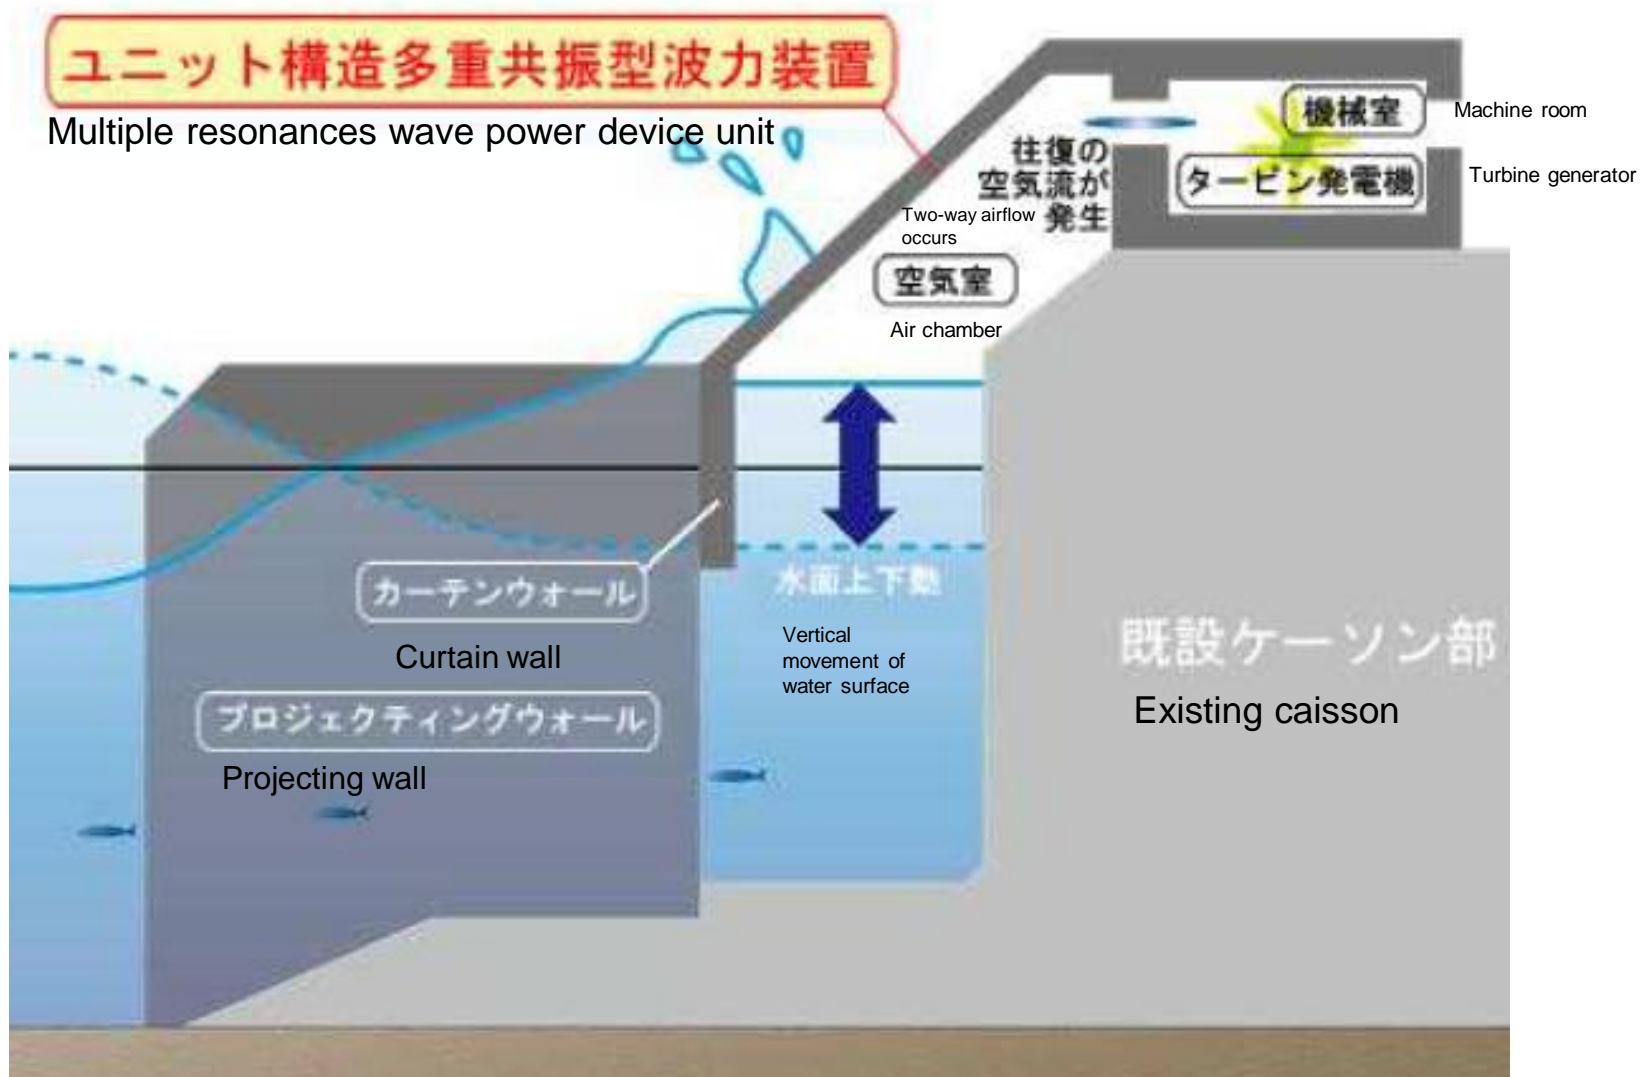 ユニット構造多重共振型波力装置
Multiple resonances wave power device unit
機械室
Machine room
往復の
空気流が
発生
タービン発電機
Turbine generator
Two-way airflow
occurs
空気室
Air chamber
カーテンウォール
Curtain wall
水面上下動
Vertical
movement of
water surface
プロジェクティングウォール
Projecting wall
既設ケーソン部
Existing caisson